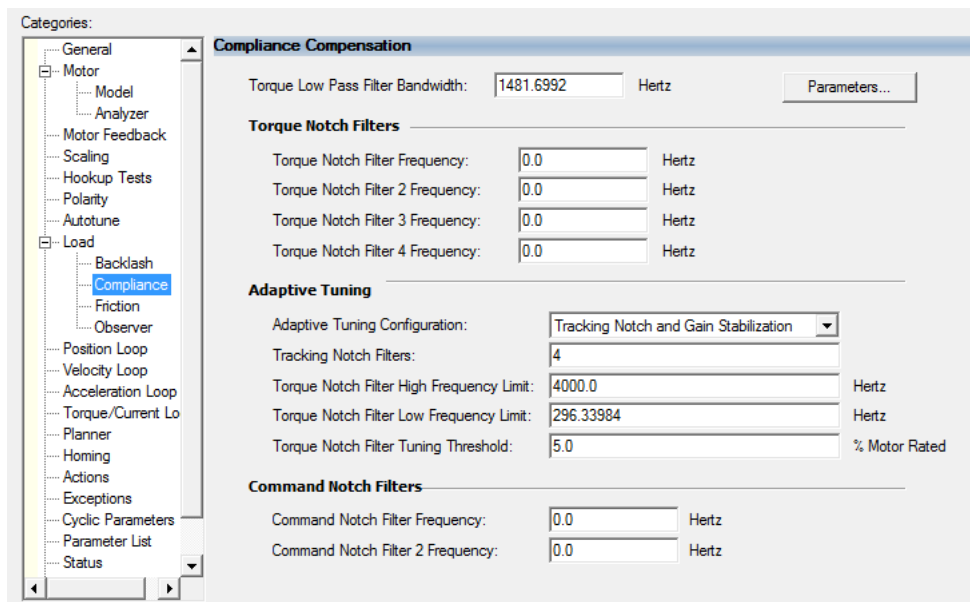 Categories:
General
Motor
Model
Analyzer
Motor Feedback
Scaling
Hookup Tests
Polarity
Autotune
Load
Backlash
Compliance
Friction
Observer
Position Loop
Velocity Loop
Acceleration Loop
Torque/Current Lo
Planner
Homing
Actions
Exceptions
Cyclic Parameters
Parameter List
Status
Compliance Compensation
Torque Low Pass Filter Bandwidth: 1481.6992 Hertz Parameters...
Torque Notch Filters
Torque Notch Filter Frequency: 0.0 Hertz
Torque Notch Filter 2 Frequency: 0.0 Hertz
Torque Notch Filter 3 Frequency: 0.0 Hertz
Torque Notch Filter 4 Frequency: 0.0 Hertz
Adaptive Tuning
Adaptive Tuning Configuration: Tracking Notch and Gain Stabilization
Tracking Notch Filters: 4
Torque Notch Filter High Frequency Limit: 4000.0 Hertz
Torque Notch Filter Low Frequency Limit: 296.33984 Hertz
Torque Notch Filter Tuning Threshold: 5.0 % Motor Rated
Command Notch Filters
Command Notch Filter Frequency: 0.0 Hertz
Command Notch Filter 2 Frequency: 0.0 Hertz